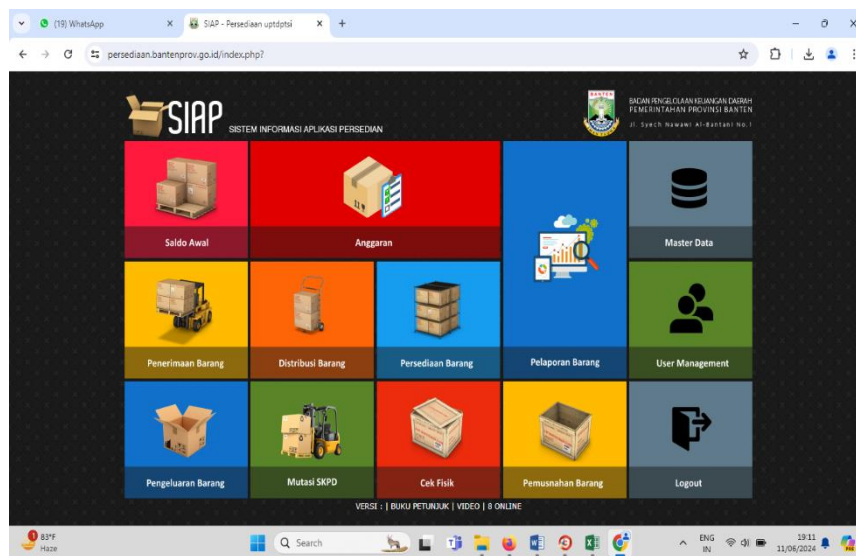 (19) WhatsApp
SIAP - Persediaan uptdptsi
persediaan.bantenprov.go.id/index.php?
SIAP SISTEM INFORMASI APLIKASI PERSEDIAN
BANTEN
BADAN PENGELOLAAN KEUANGAN DAERAH
PEMERINTAHAN PROVINSI BANTEN
Jl. Syech Nawawi Al-Bantani No.1
Saldo Awal
Anggaran
Master Data
Penerimaan Barang
Distribusi Barang
Persediaan Barang
Pelaporan Barang
User Management
Pengeluaran Barang
Mutasi SKPD
Cek Fisik
Pemusnahan Barang
Logout
VERSI : | BUKU PETUNJUK | VIDEO | 8 ONLINE
1
83°F
Haze
Search
ENG
IN
19:11
11/06/2024